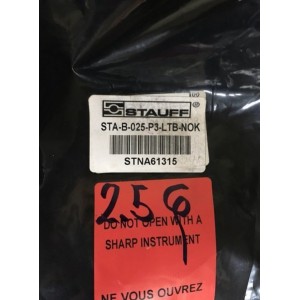 STAUFF®
STA-B-025-P3-LTB-NOK
STNA61315
256
DO NOT OPEN WITH A
SHARP INSTRUMENT
NE VOUS OUVREZ